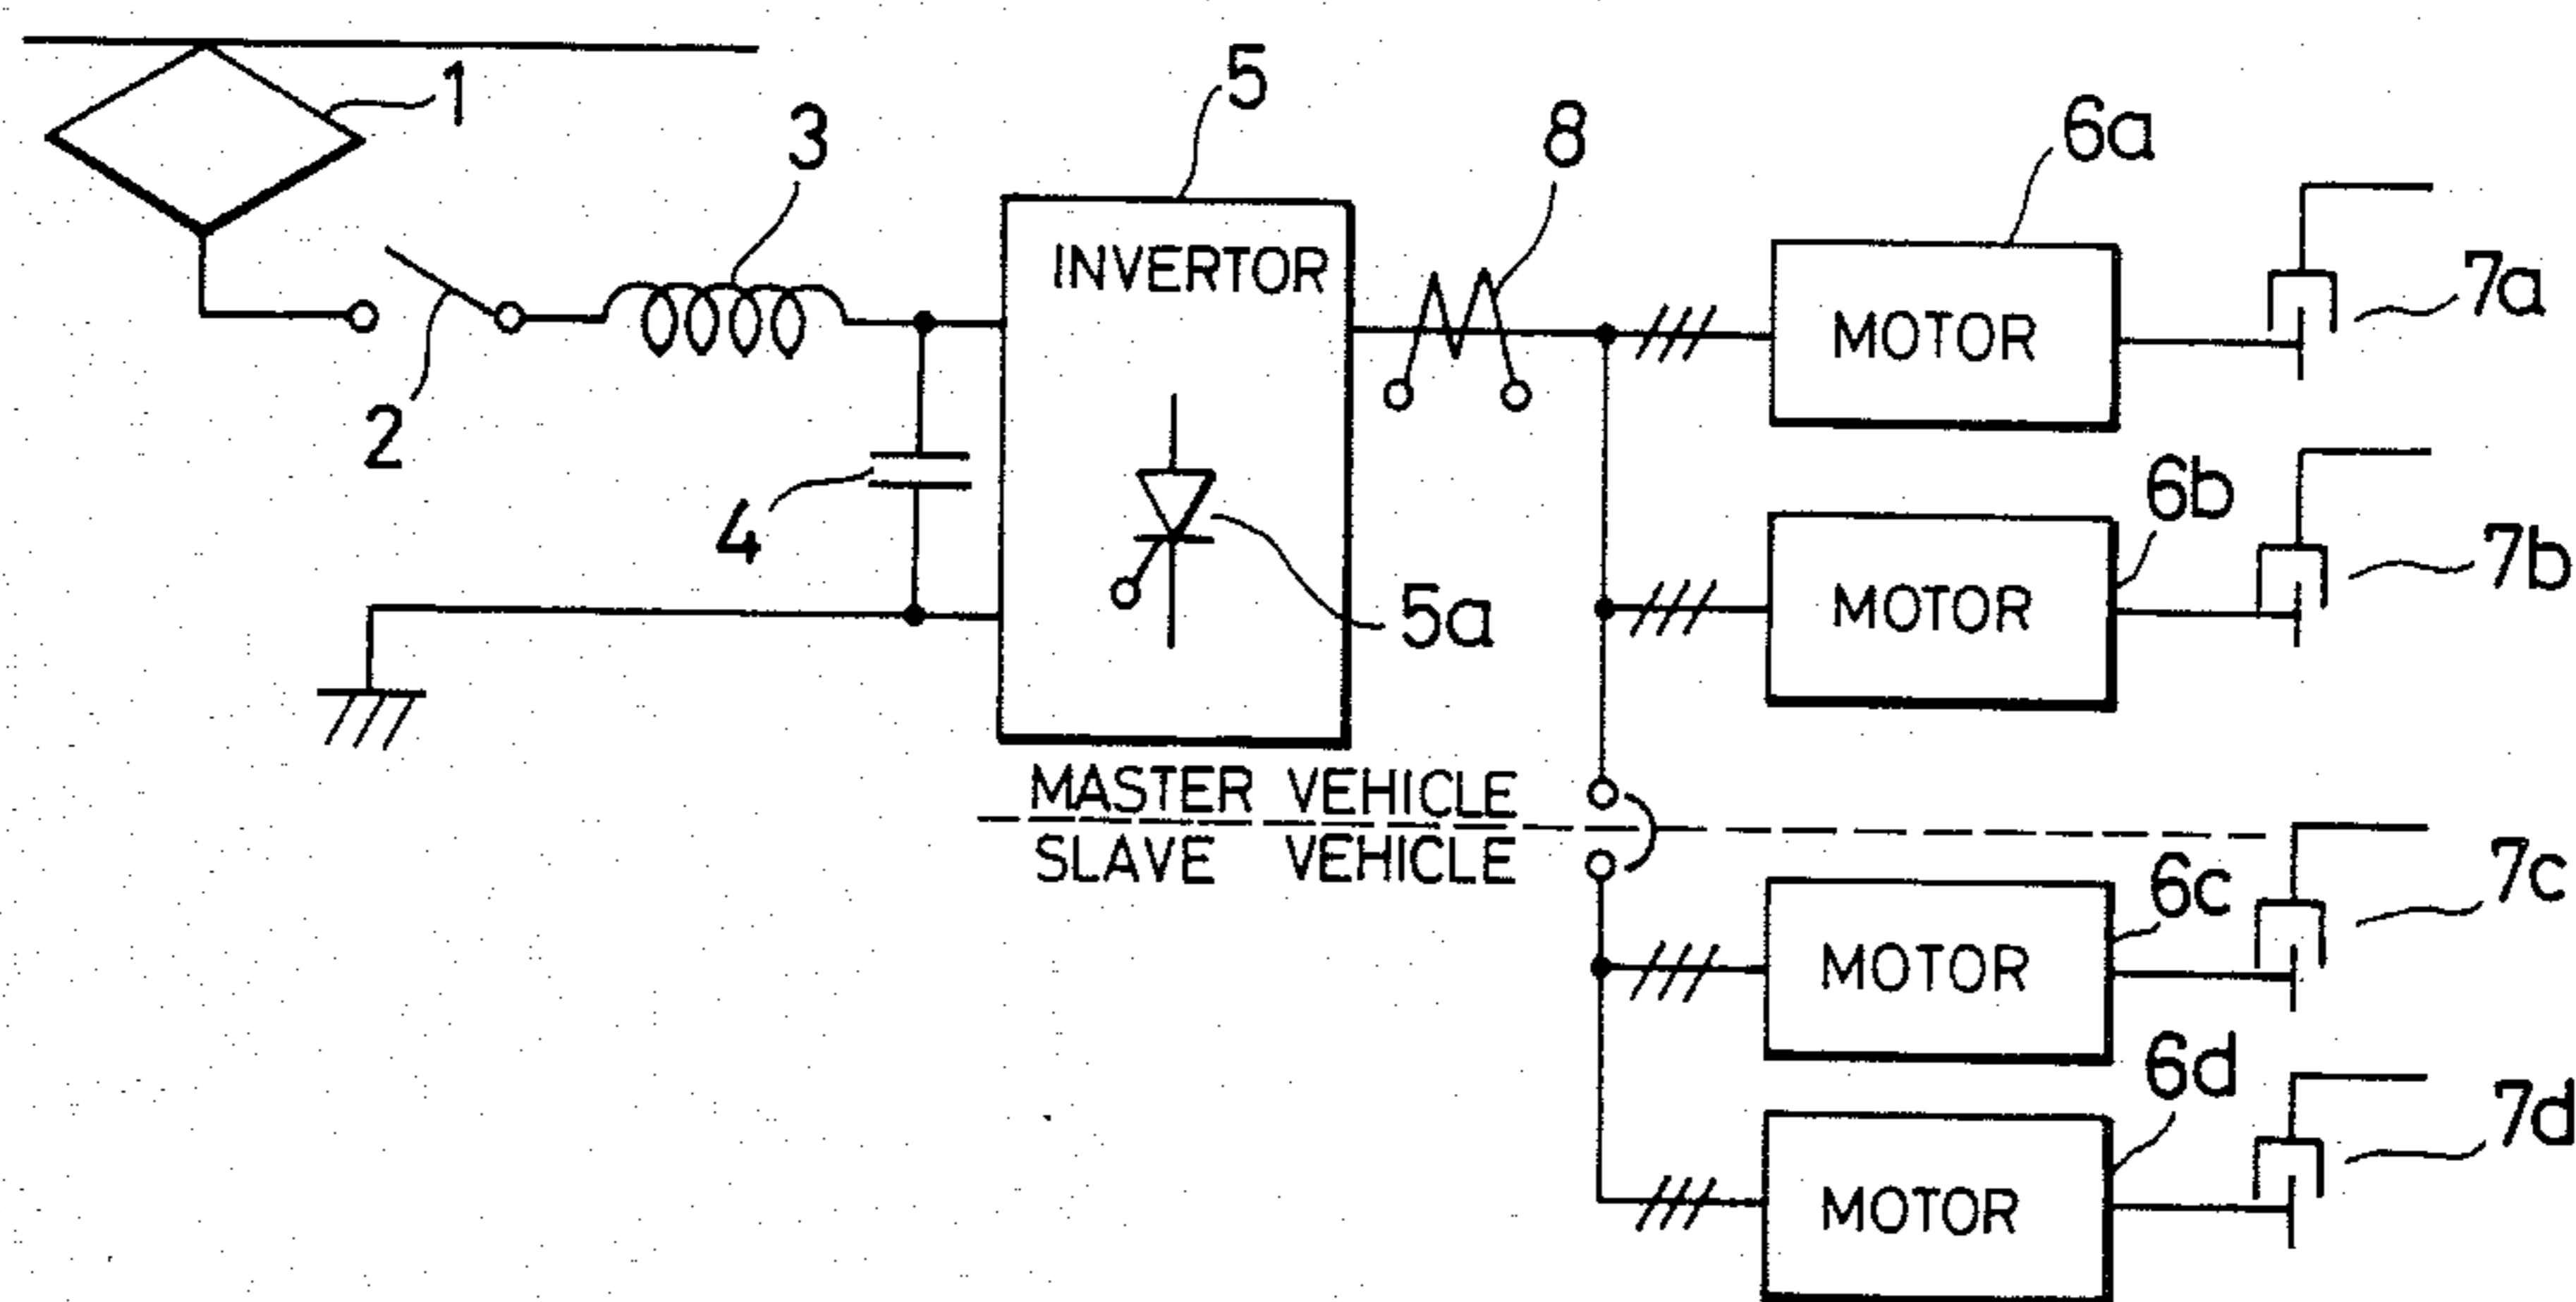 1
5
3
8
6a
INVERTOR
7a
MOTOR
2
6b
4
7b
5a
MOTOR
MASTER VEHICLE
SLAVE VEHICLE
6c
7c
MOTOR
6d
7d
MOTOR